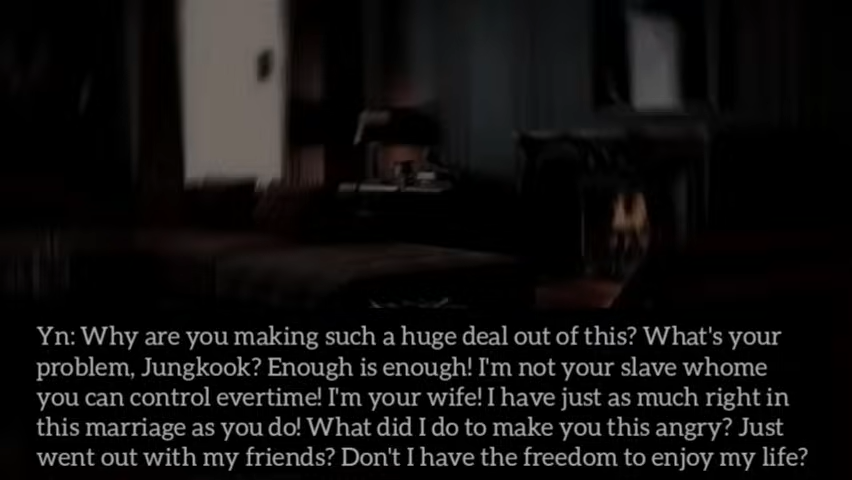 Yn: Why are you making such a huge deal out of this? What's your
problem, Jungkook? Enough is enough! I'm not your slave whome
you can control evertime! I'm your wife! I have just as much right in
this marriage as you do! What did I do to make you this angry? Just
went out with my friends? Don't I have the freedom to enjoy my life?